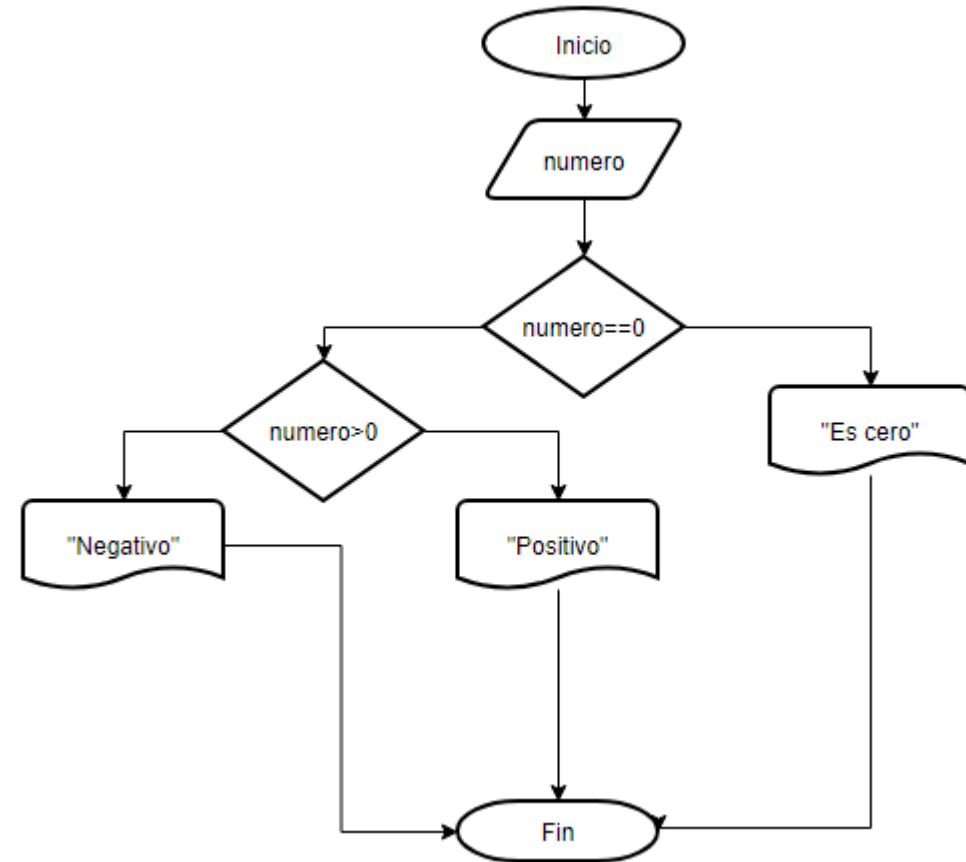 Inicio
numero
numero==0
numero>0
"Es cero"
"Negativo"
"Positivo"
Fin